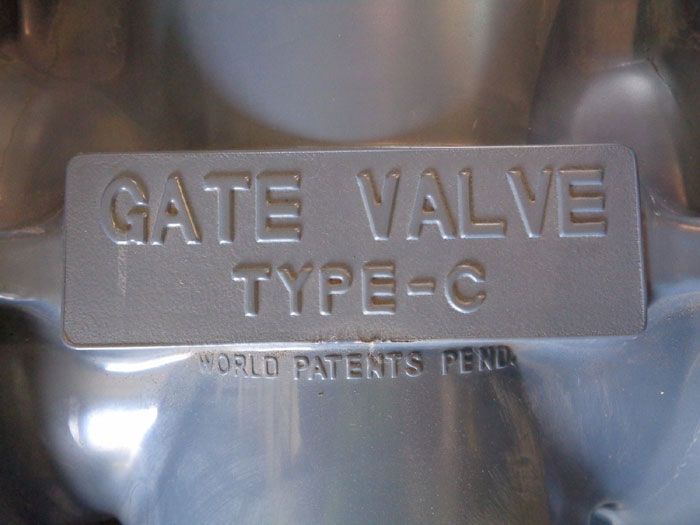 GATE VALVE
TYPE-C
WORLD PATENTS PEND.